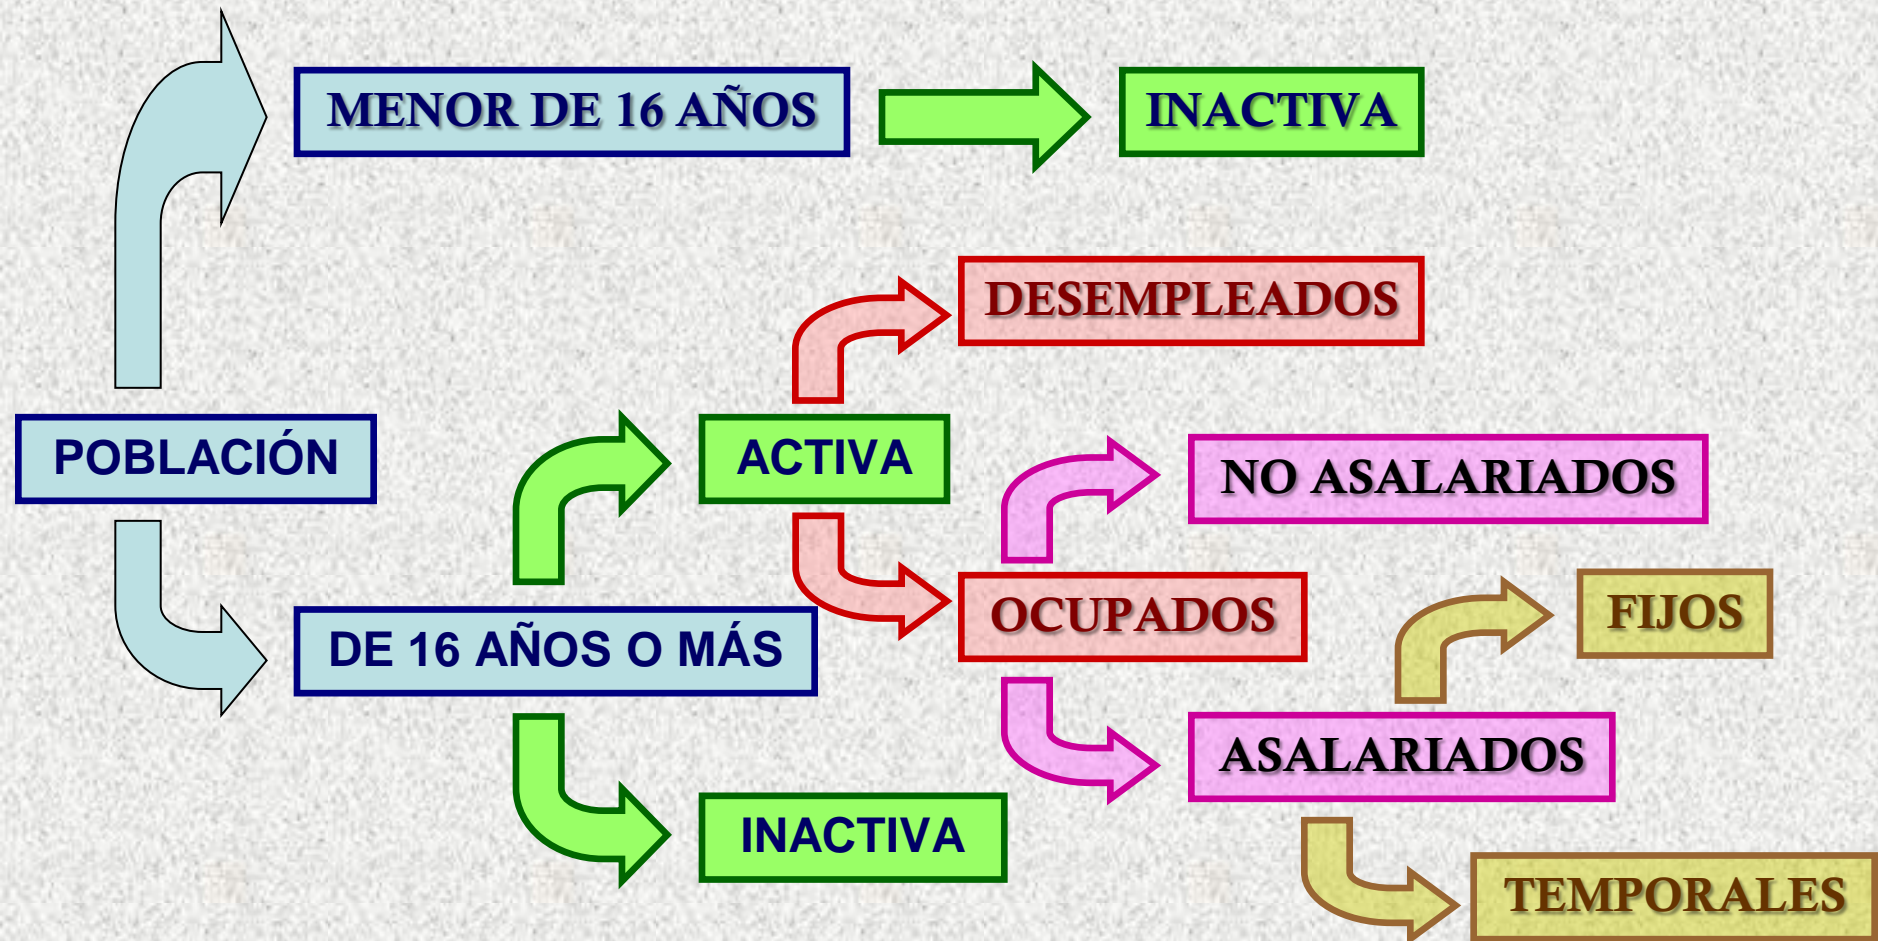 MENOR DE 16 AÑOS
INACTIVA
DESEMPLEADOS
POBLACIÓN
ACTIVA
NO ASALARIADOS
DE 16 AÑOS O MÁS
OCUPADOS
FIJOS
ASALARIADOS
INACTIVA
TEMPORALES